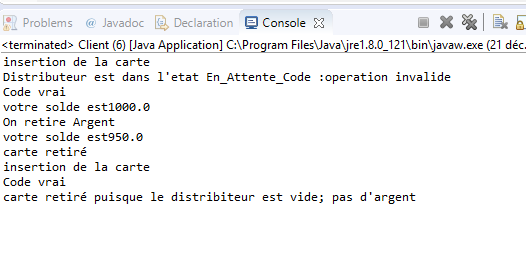 Problems @ Javadoc Declaration Console
<terminated> Client (6) [Java Application] C:\Program Files\Java\jre1.8.0_121\bin\javaw.exe (21 déc.
insertion de la carte
Distributeur est dans l'etat En_Attente_Code :operation invalide
Code vrai
votre solde est1000.0
On retire Argent
votre solde est950.0
carte retiré
insertion de la carte
Code vrai
carte retiré puisque le distribiteur est vide; pas d'argent